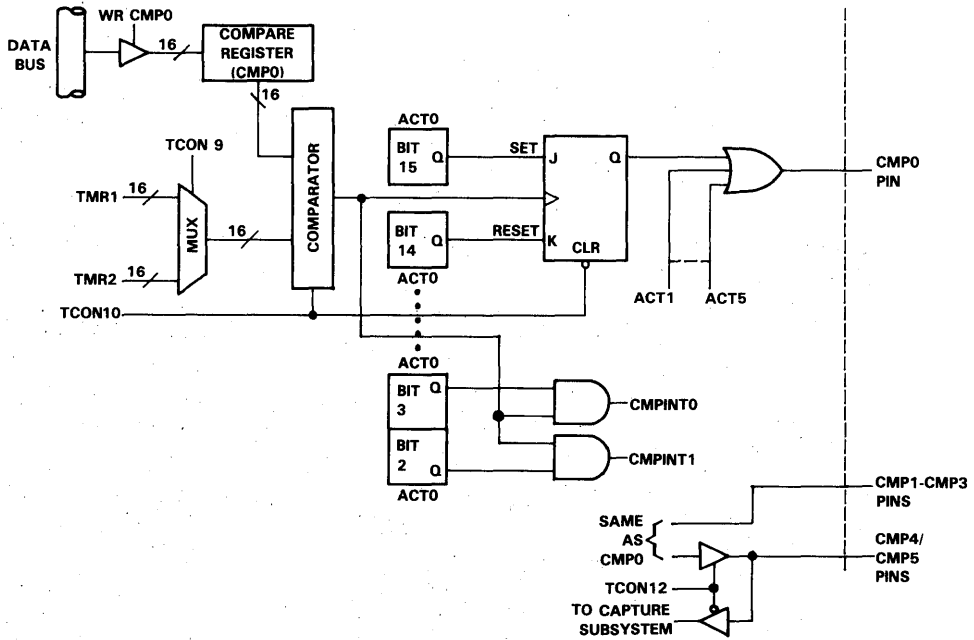 WR CMP0
DATA
BUS
16
COMPARE
REGISTER
(CMP0)
16
TCON 9
TMR1
16
MUX
16
TMR2
16
TCON10
COMPARATOR
ACT0
BIT
15
Q
SET
J
Q
BIT
14
Q
RESET
K
CLR
ACT0
CMP0
PIN
ACT1
ACT5
ACT0
BIT
3
Q
CMPINT0
BIT
2
Q
CMPINT1
ACT0
CMP1-CMP3
PINS
SAME
AS
CMP0
CMP4/
CMP5
PINS
TCON12
TO CAPTURE
SUBSYSTEM